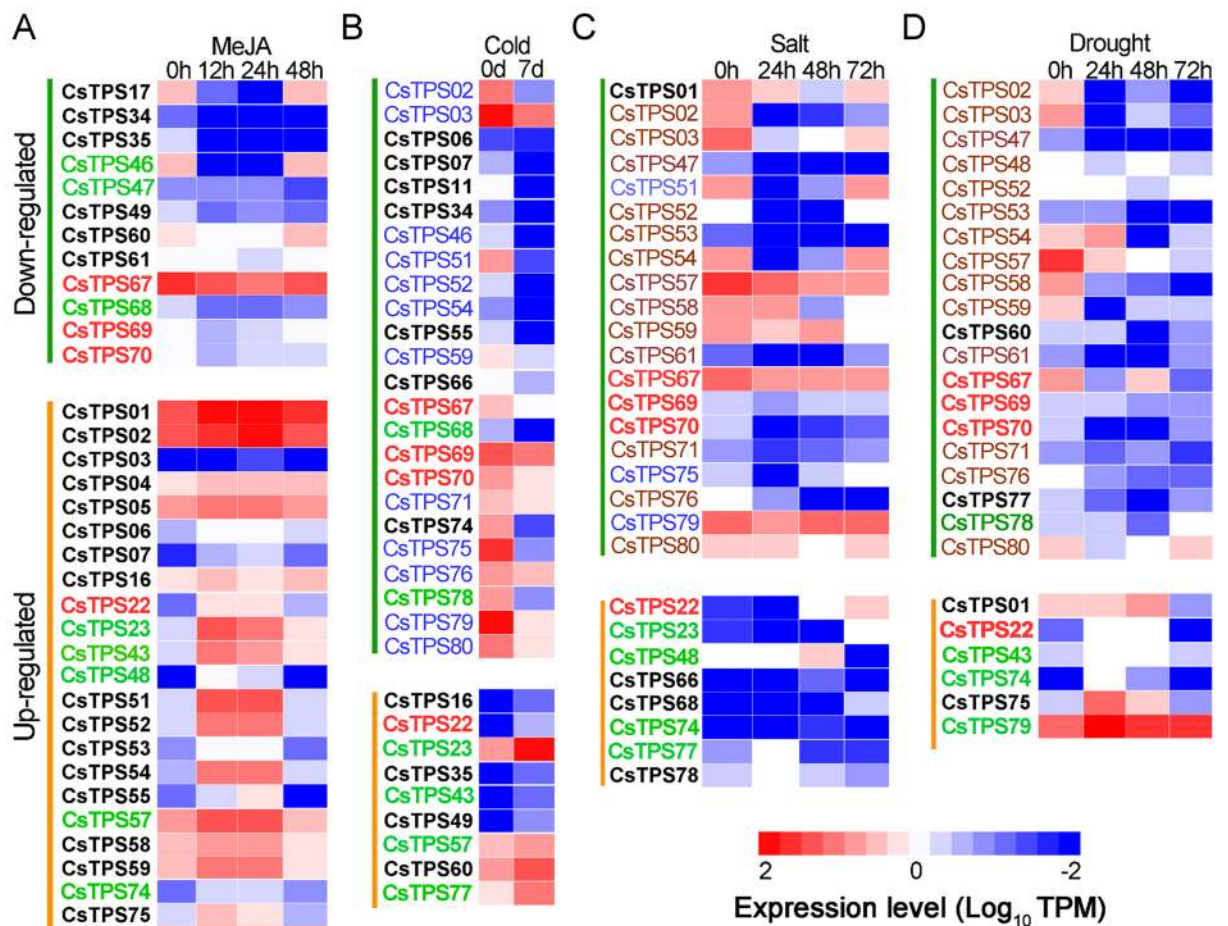 A
MeJA
0h 12h 24h 48h
Down-regulated
CsTPS17
CsTPS34
CsTPS35
CsTPS46
CsTPS47
CsTPS49
CsTPS60
CsTPS61
CsTPS67
CsTPS68
CsTPS69
CsTPS70
Up-regulated
CsTPS01
CsTPS02
CsTPS03
CsTPS04
CsTPS05
CsTPS06
CsTPS07
CsTPS16
CsTPS22
CsTPS23
CsTPS43
CsTPS48
CsTPS51
CsTPS52
CsTPS53
CsTPS54
CsTPS55
CsTPS57
CsTPS58
CsTPS59
CsTPS74
CsTPS75
B
Cold
0d 7d
CsTPS02
CsTPS03
CsTPS06
CsTPS07
CsTPS11
CsTPS34
CsTPS46
CsTPS51
CsTPS52
CsTPS54
CsTPS55
CsTPS59
CsTPS66
CsTPS67
CsTPS68
CsTPS69
CsTPS70
CsTPS71
CsTPS74
CsTPS75
CsTPS76
CsTPS78
CsTPS79
CsTPS80
CsTPS16
CsTPS22
CsTPS23
CsTPS35
CsTPS43
CsTPS49
CsTPS57
CsTPS60
CsTPS77
C
Salt
0h 24h 48h 72h
CsTPS01
CsTPS02
CsTPS03
CsTPS47
CsTPS51
CsTPS52
CsTPS53
CsTPS54
CsTPS57
CsTPS58
CsTPS59
CsTPS61
CsTPS67
CsTPS69
CsTPS70
CsTPS71
CsTPS75
CsTPS76
CsTPS79
CsTPS80
CsTPS22
CsTPS23
CsTPS48
CsTPS66
CsTPS68
CsTPS74
CsTPS77
CsTPS78
D
Drought
0h 24h 48h 72h
CsTPS02
CsTPS03
CsTPS47
CsTPS48
CsTPS52
CsTPS53
CsTPS54
CsTPS57
CsTPS58
CsTPS59
CsTPS60
CsTPS61
CsTPS67
CsTPS69
CsTPS70
CsTPS71
CsTPS76
CsTPS77
CsTPS78
CsTPS80
CsTPS01
CsTPS22
CsTPS43
CsTPS74
CsTPS75
CsTPS79
2 0 -2
Expression level (Log₁₀ TPM)